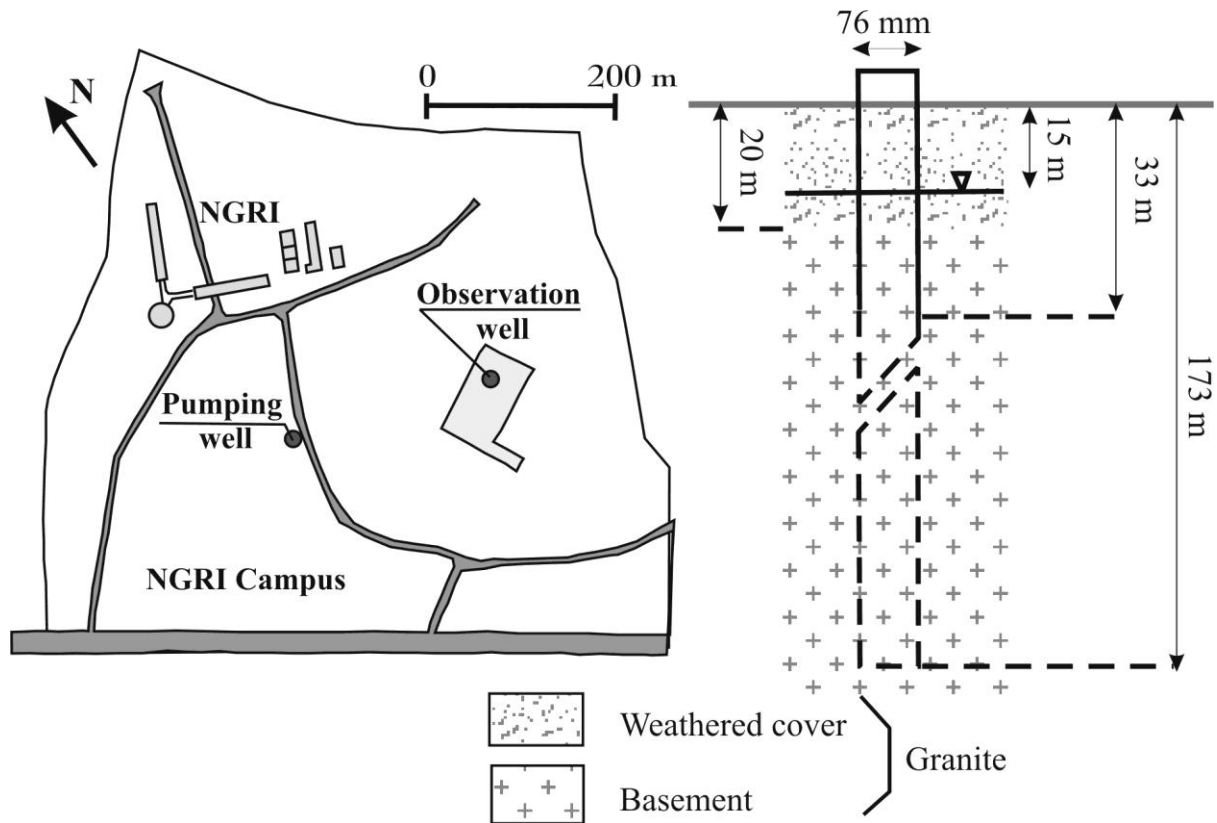 N
0
200 m
NGRI
Observation
well
Pumping
well
NGRI Campus
76 mm
20 m
15 m
33 m
173 m
Weathered cover
Basement
Granite